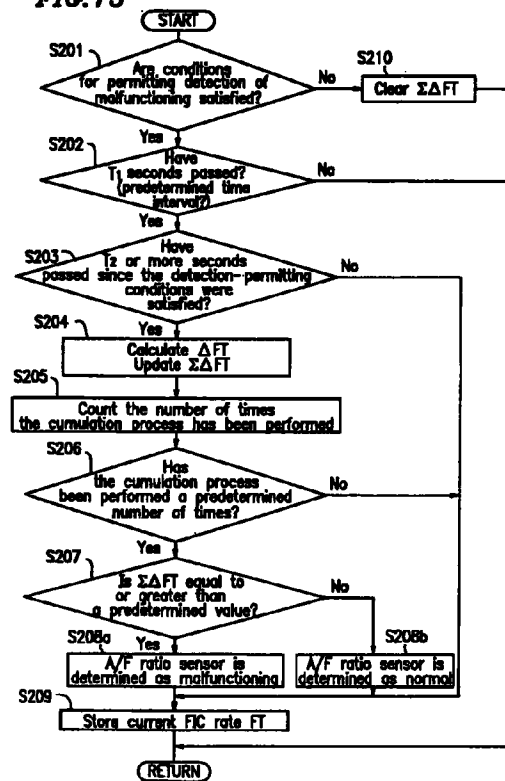 START
S201
Are conditions
for permitting detection of
malfunctioning satisfied?
No
S210
Clear ΣΔFT
Yes
S202
Have
T1 seconds passed?
(predetermined time
interval?)
No
Yes
S203
Have
T2 or more seconds
passed since the detection-permitting
conditions were
satisfied?
No
Yes
S204
Calculate ΔFT
Update ΣΔFT
S205
Count the number of times
the cumulation process has been performed
S206
Has
the cumulation process
been performed a predetermined
number of times?
No
Yes
S207
Is ΣΔFT equal to
or greater than
a predetermined value?
No
Yes
S208a
A/F ratio sensor is
determined as malfunctioning
S208b
A/F ratio sensor is
determined as normal
S209
Store current FIC rate FT
RETURN